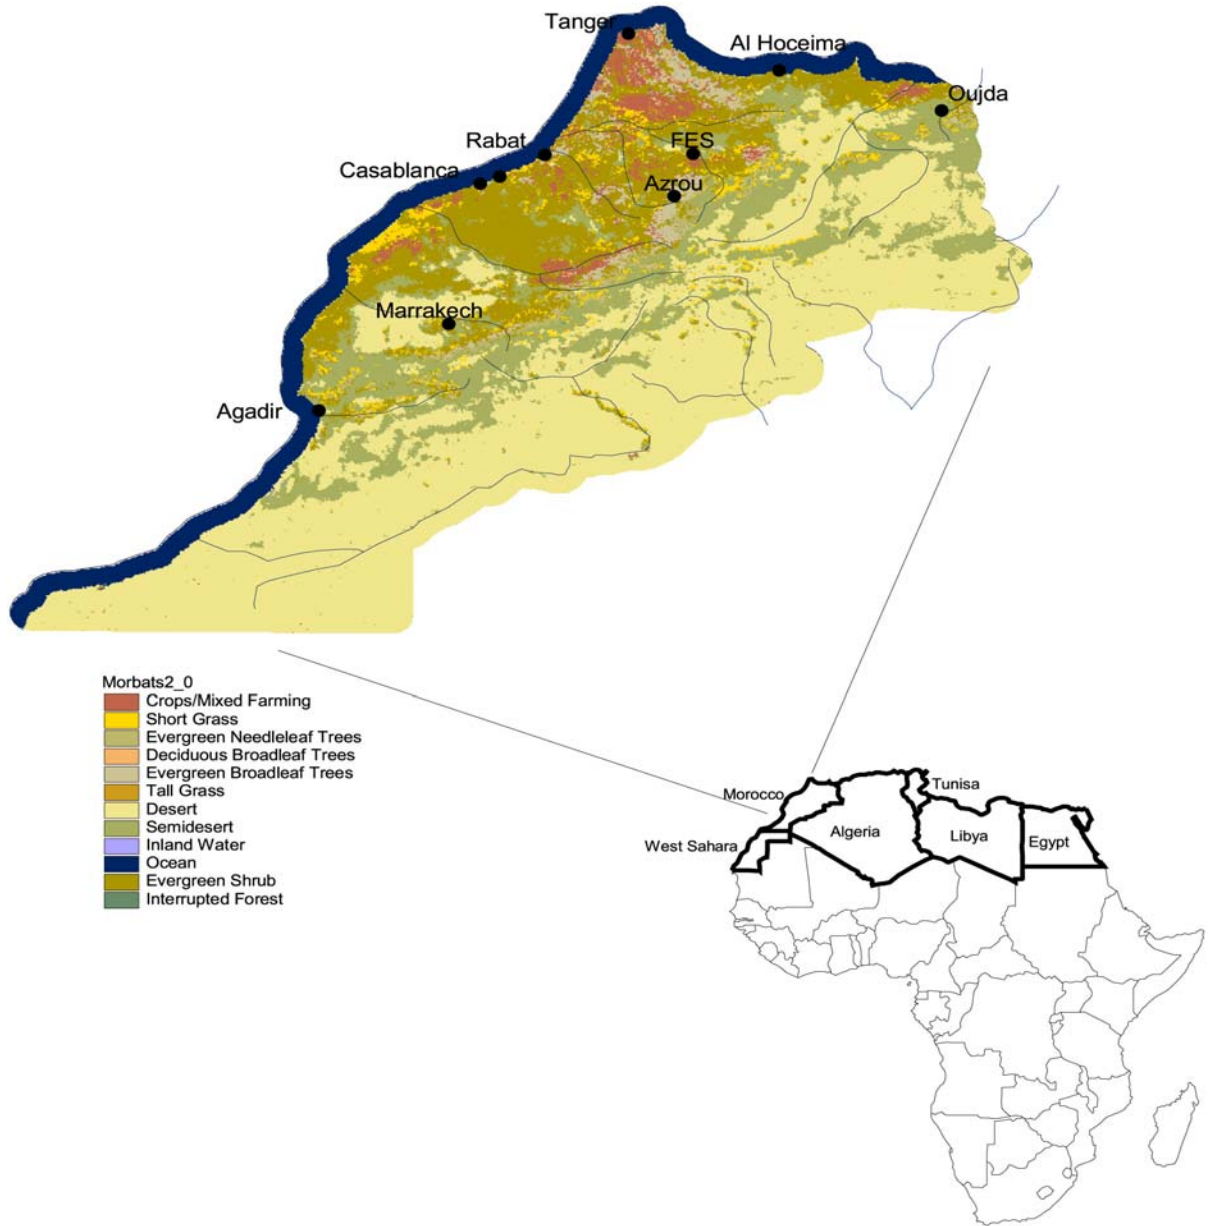 Tanger
Al Hoceima
Oujda
Rabat
FES
Casablanca
Azrou
Marrakech
Agadir
Morbats2_0
Crops/Mixed Farming
Short Grass
Evergreen Needleleaf Trees
Deciduous Broadleaf Trees
Evergreen Broadleaf Trees
Tall Grass
Desert
Semidesert
Inland Water
Ocean
Evergreen Shrub
Interrupted Forest
Morocco
Tunisa
West Sahara
Algeria
Libya
Egypt